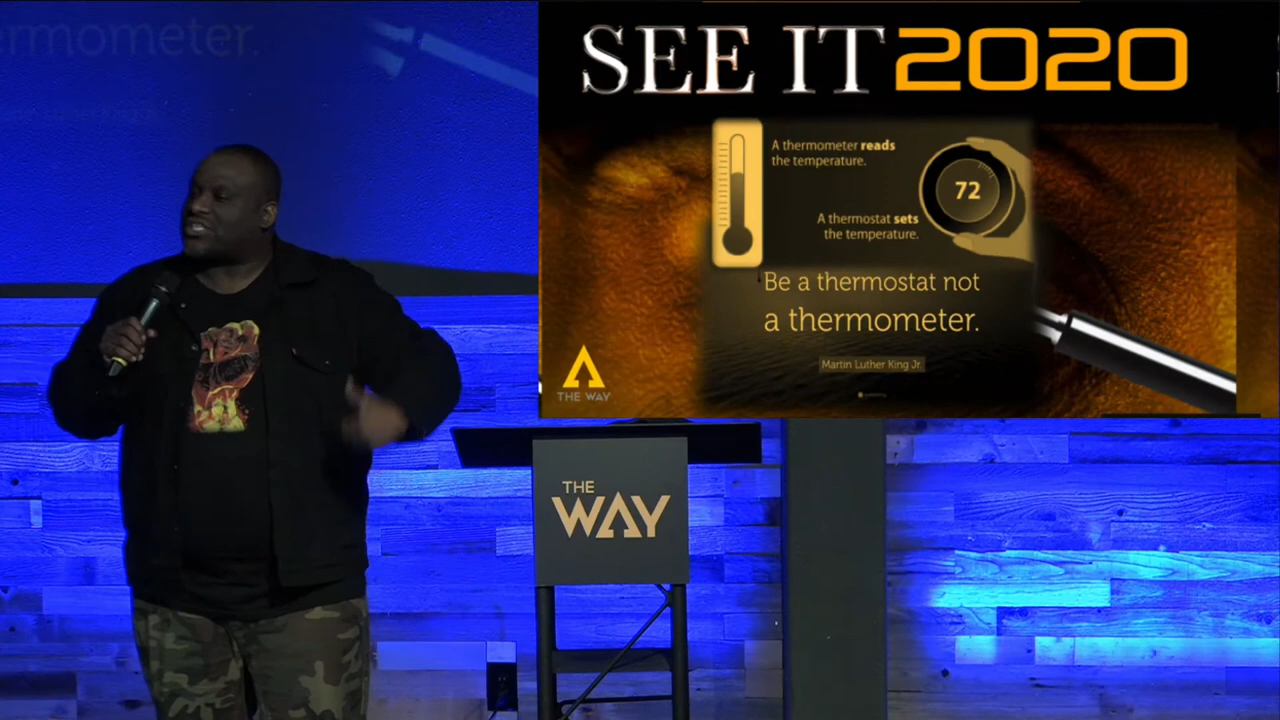 ermometer.
SEE IT 2020
A thermometer reads
the temperature.
72
A thermostat sets
the temperature.
Be a thermostat not
a thermometer.
Martin Luther King Jr.
THE WAY
THE
WAY